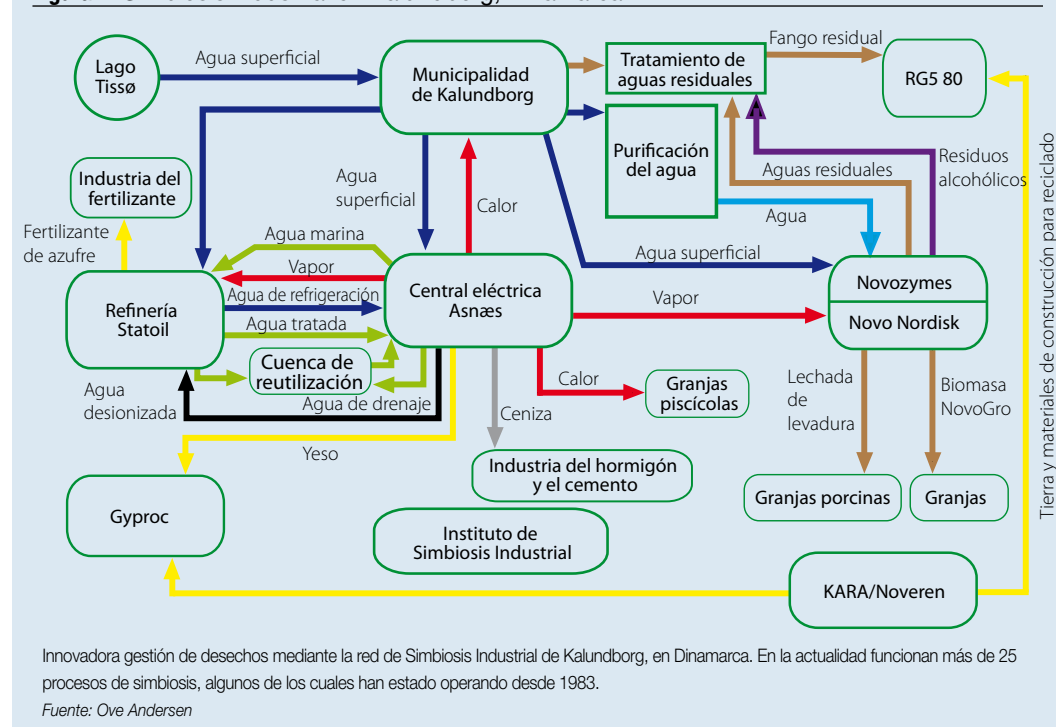 Lago
Tissø
Agua superficial
Municipalidad
de Kalundborg
Tratamiento de
aguas residuales
Fango residual
RG5 80
Purificación
del agua
Aguas residuales
Residuos
alcohólicos
Agua
Industria del
fertilizante
Agua
superficial
Calor
Fertilizante
de azufre
Agua marina
Vapor
Agua superficial
Refinería
Statoil
Agua de refrigeración
Agua tratada
Central eléctrica
Asnæs
Vapor
Novozymes
Novo Nordisk
Cuenca de
reutilización
Agua
desionizada
Agua de drenaje
Calor
Granjas
piscícolas
Lechada
de
levadura
Biomasa
NovoGro
Ceniza
Yeso
Industria del hormigón
y el cemento
Granjas porcinas
Granjas
Gyproc
Instituto de
Simbiosis Industrial
KARA/Noveren
Tierra y materiales de construcción para reciclado
Innovadora gestión de desechos mediante la red de Simbiosis Industrial de Kalundborg, en Dinamarca. En la actualidad funcionan más de 25
procesos de simbiosis, algunos de los cuales han estado operando desde 1983.
Fuente: Ove Andersen